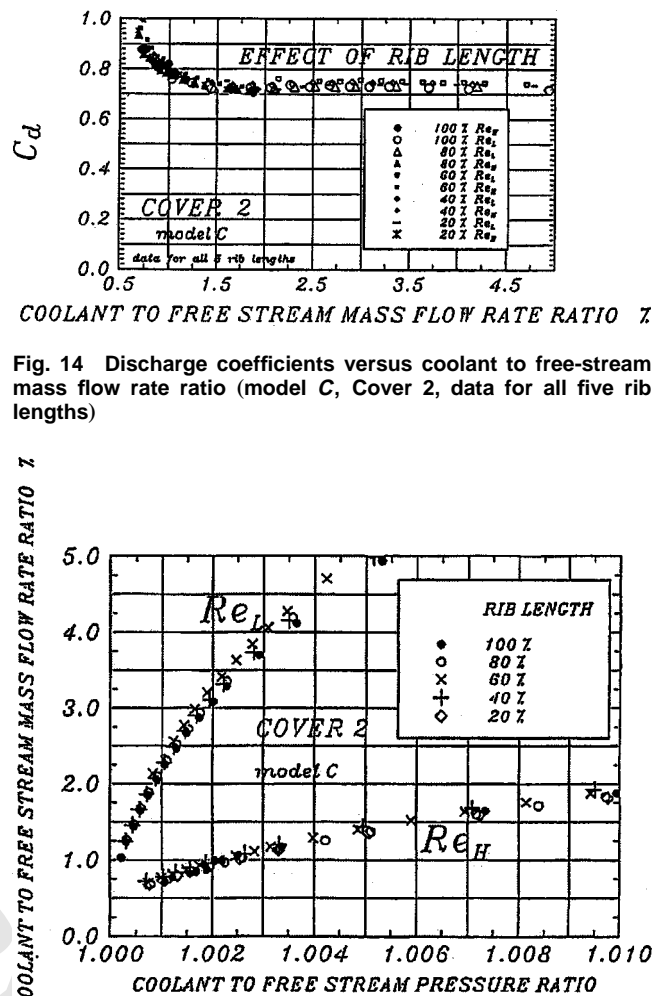 1.0
EFFECT OF RIB LENGTH
0.8
0.6
C_d
0.4
0.2
0.0
100 % Re_H
100 % Re_L
80 % Re_L
80 % Re_H
60 % Re_L
60 % Re_H
40 % Re_L
40 % Re_H
20 % Re_L
20 % Re_H
COVER 2
model C
data for all 5 rib lengths
0.5 1.5 2.5 3.5 4.5
COOLANT TO FREE STREAM MASS FLOW RATE RATIO %
Fig. 14 Discharge coefficients versus coolant to free-stream
mass flow rate ratio (model C, Cover 2, data for all five rib
lengths)
COOLANT TO FREE STREAM MASS FLOW RATE RATIO %
5.0
4.0
3.0
2.0
1.0
0.0
Re_L
RIB LENGTH
100 %
80 %
60 %
40 %
20 %
COVER 2
model C
Re_H
1.000 1.002 1.004 1.006 1.008 1.010
COOLANT TO FREE STREAM PRESSURE RATIO